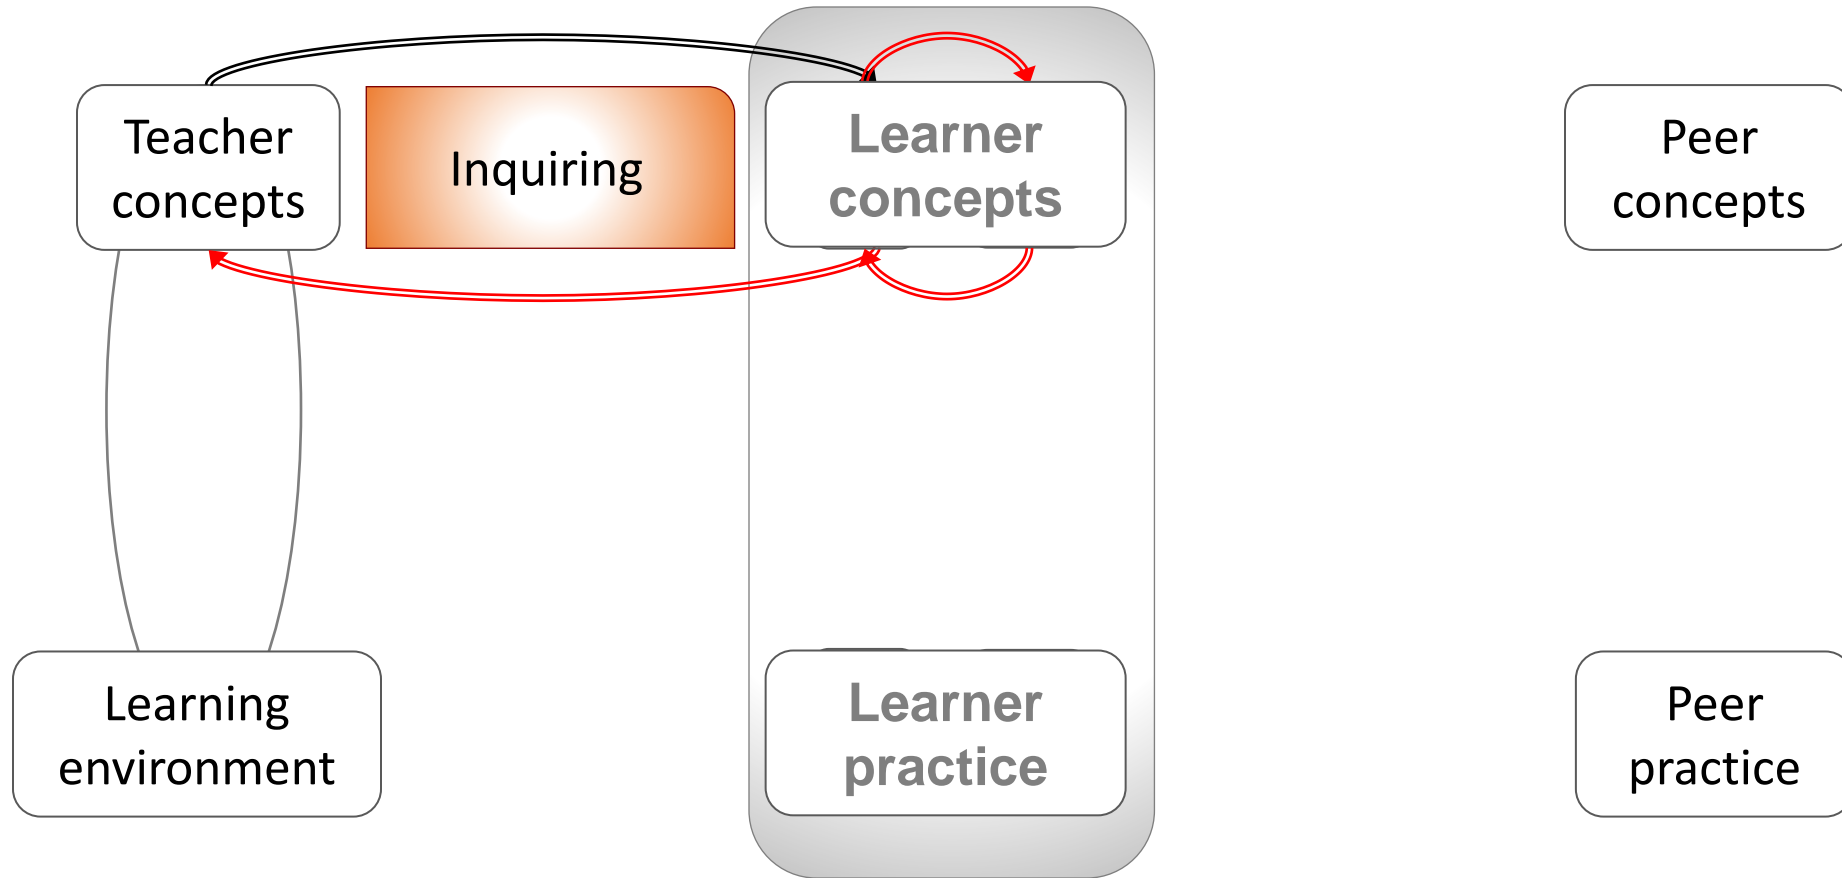 Teacher
concepts
Inquiring
Learner
concepts
Peer
concepts
Learning
environment
Learner
practice
Peer
practice